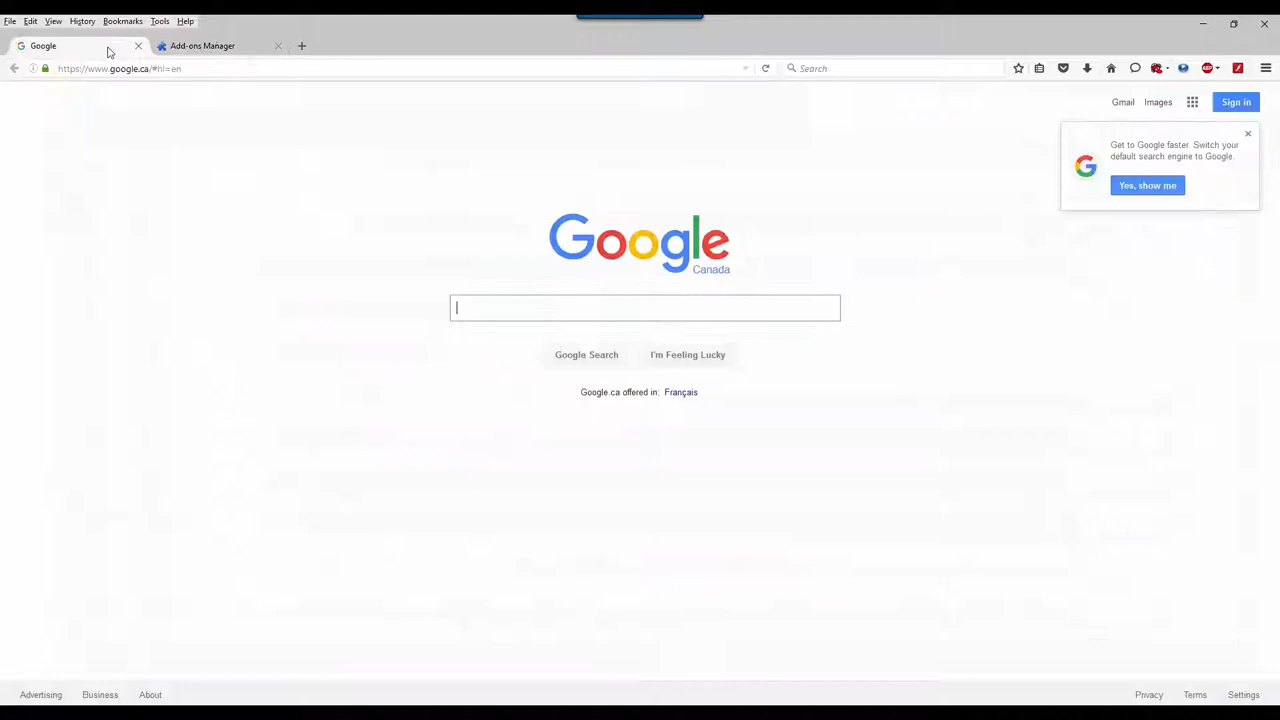 File Edit View History Bookmarks Tools Help
Google Add-ons Manager
https://www.google.ca/#hl=en Search
Gmail Images Sign in
Get to Google faster. Switch your
default search engine to Google.
Yes, show me
Google
Canada
Google Search I'm Feeling Lucky
Google.ca offered in: Français
Advertising Business About Privacy Terms Settings